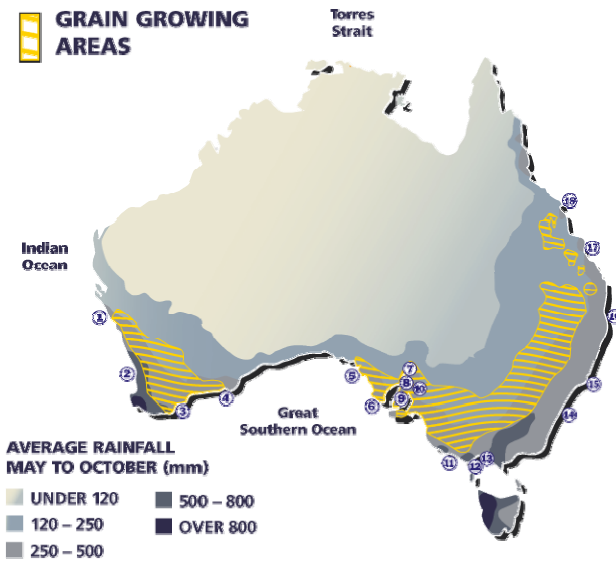 GRAIN GROWING
AREAS
Torres
Strait
Indian
Ocean
Great
Southern Ocean
1
2
3
4
5
6
7
8
9
10
11
12
13
14
15
16
17
18
AVERAGE RAINFALL
MAY TO OCTOBER (mm)
UNDER 120
120 – 250
250 – 500
500 – 800
OVER 800